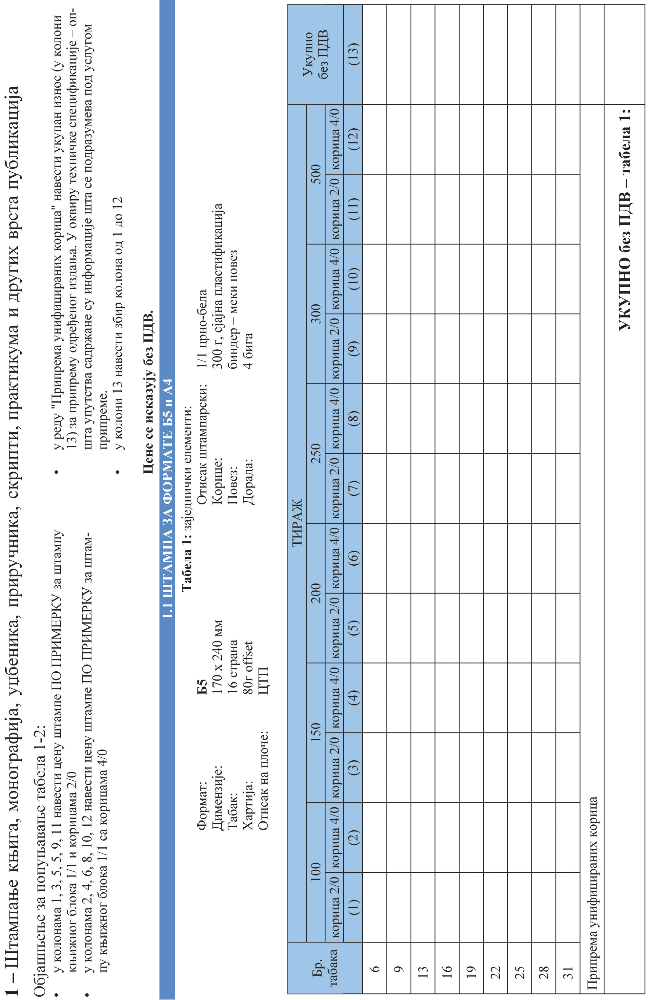 1 – Штампање књига, монографија, уџбеника, приручника, скрипти, практикума и других врста публикација
Објашњење за попуњавање табела 1-2:
• у колонама 1, 3, 5, 5, 9, 11 навести цену штампе ПО ПРИМЕРКУ за штампу
књижног блока 1/1 и корицама 2/0
• у колонама 2, 4, 6, 8, 10, 12 навести цену штампе ПО ПРИМЕРКУ за штам-
пу књижног блока 1/1 са корицама 4/0
• у реду "Припрема унифицираних корица" навести укупан износ (у колони
13) за припрему одређеног издања. У оквиру техничке спецификације – оп-
шта упутства садржане су информације шта се подразумева под услугом
припреме.
• у колони 13 навести збир колона од 1 до 12
Цене се исказују без ПДВ.
1.1 ШТАМПА ЗА ФОРМАТЕ Б5 и А4
Табела 1: заједнички елементи:
Формат: Б5
Димензије: 170 x 240 мм
Табак: 16 страна
Хартија: 80г offset
Отисак на плоче: ЦТП
Отисак штампарски: 1/1 црно-бела
Корице: 300 г, сјајна пластификација
Повез: биндер – меки повез
Дорада: 4 бига
Бр. табака ТИРАЖ Укупно без ПДВ
100 150 200 250 300 500
корица 2/0 корица 4/0 корица 2/0 корица 4/0 корица 2/0 корица 4/0 корица 2/0 корица 4/0 корица 2/0 корица 4/0 корица 2/0 корица 4/0
(1) (2) (3) (4) (5) (6) (7) (8) (9) (10) (11) (12) (13)
6
9
13
16
19
22
25
28
31
Припрема унифицираних корица
УКУПНО без ПДВ – табела 1: